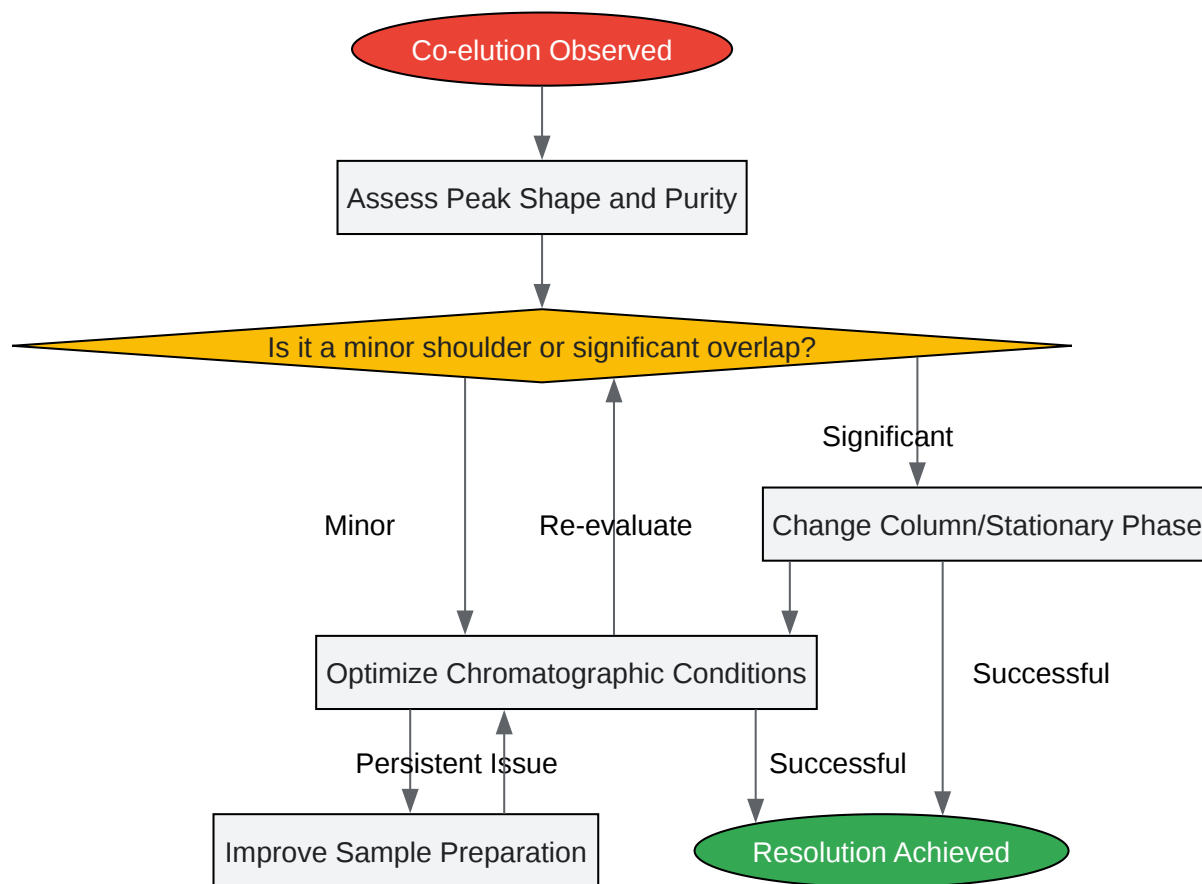 Co-elution Observed
Assess Peak Shape and Purity
Is it a minor shoulder or significant overlap?
Significant
Minor
Re-evaluate
Change Column/Stationary Phase
Optimize Chromatographic Conditions
Successful
Persistent Issue
Successful
Improve Sample Preparation
Resolution Achieved